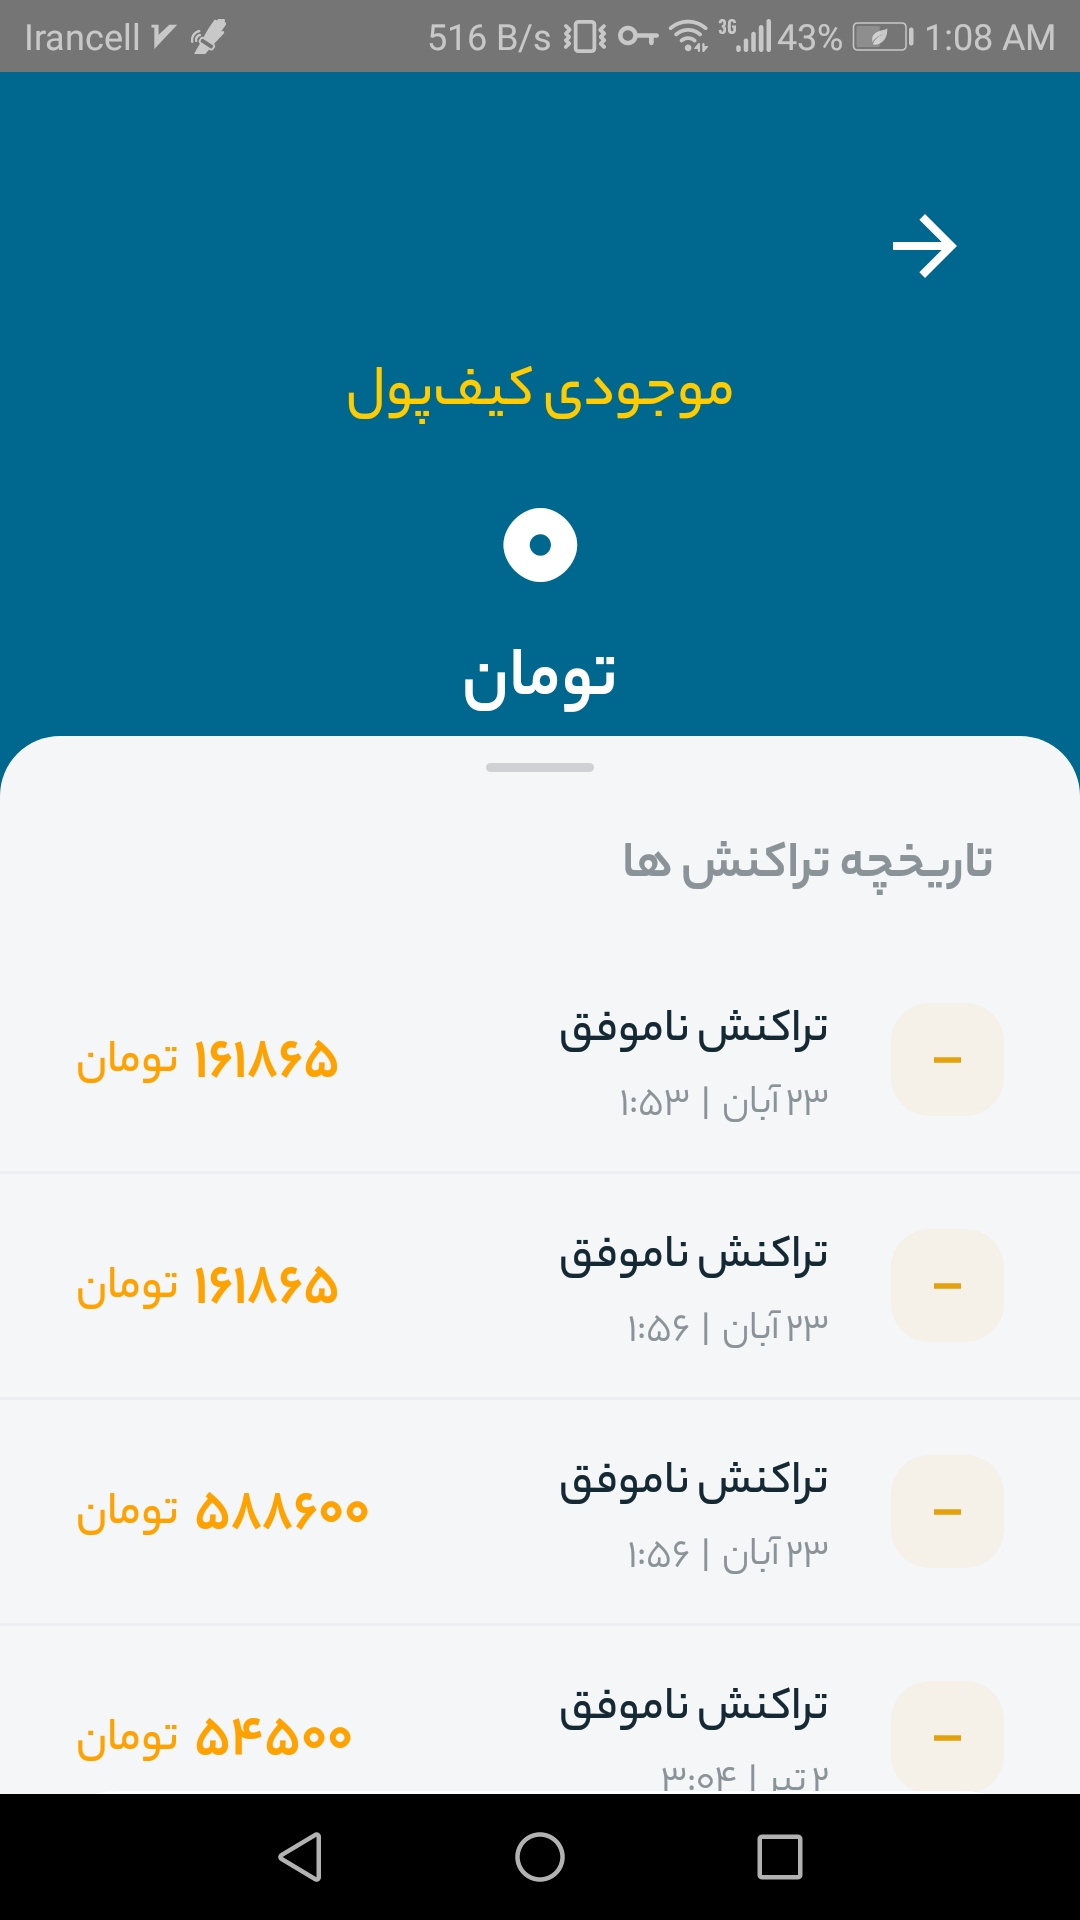 Irancell 516 B/s 3G 43% 1:08 AM
موجودی کیف‌پول
۰
تومان
تاریخچه تراکنش ها
تراکنش ناموفق
۱۶۱۸۶۵ تومان
۲۳ آبان | ۱:۵۳
تراکنش ناموفق
۱۶۱۸۶۵ تومان
۲۳ آبان | ۱:۵۶
تراکنش ناموفق
۵۸۸۶۰۰ تومان
۲۳ آبان | ۱:۵۶
تراکنش ناموفق
۵۴۵۰۰ تومان
۲ تیر | ۳:۰۴